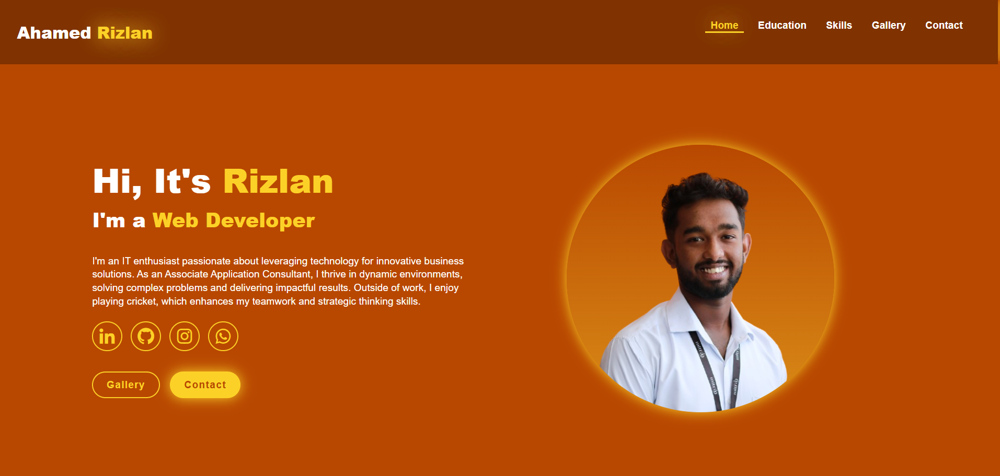 Ahamed Rizlan
Home Education Skills Gallery Contact
Hi, It's Rizlan
I'm a Web Developer
I'm an IT enthusiast passionate about leveraging technology for innovative business
solutions. As an Associate Application Consultant, I thrive in dynamic environments,
solving complex problems and delivering impactful results. Outside of work, I enjoy
playing cricket, which enhances my teamwork and strategic thinking skills.
in
Gallery Contact